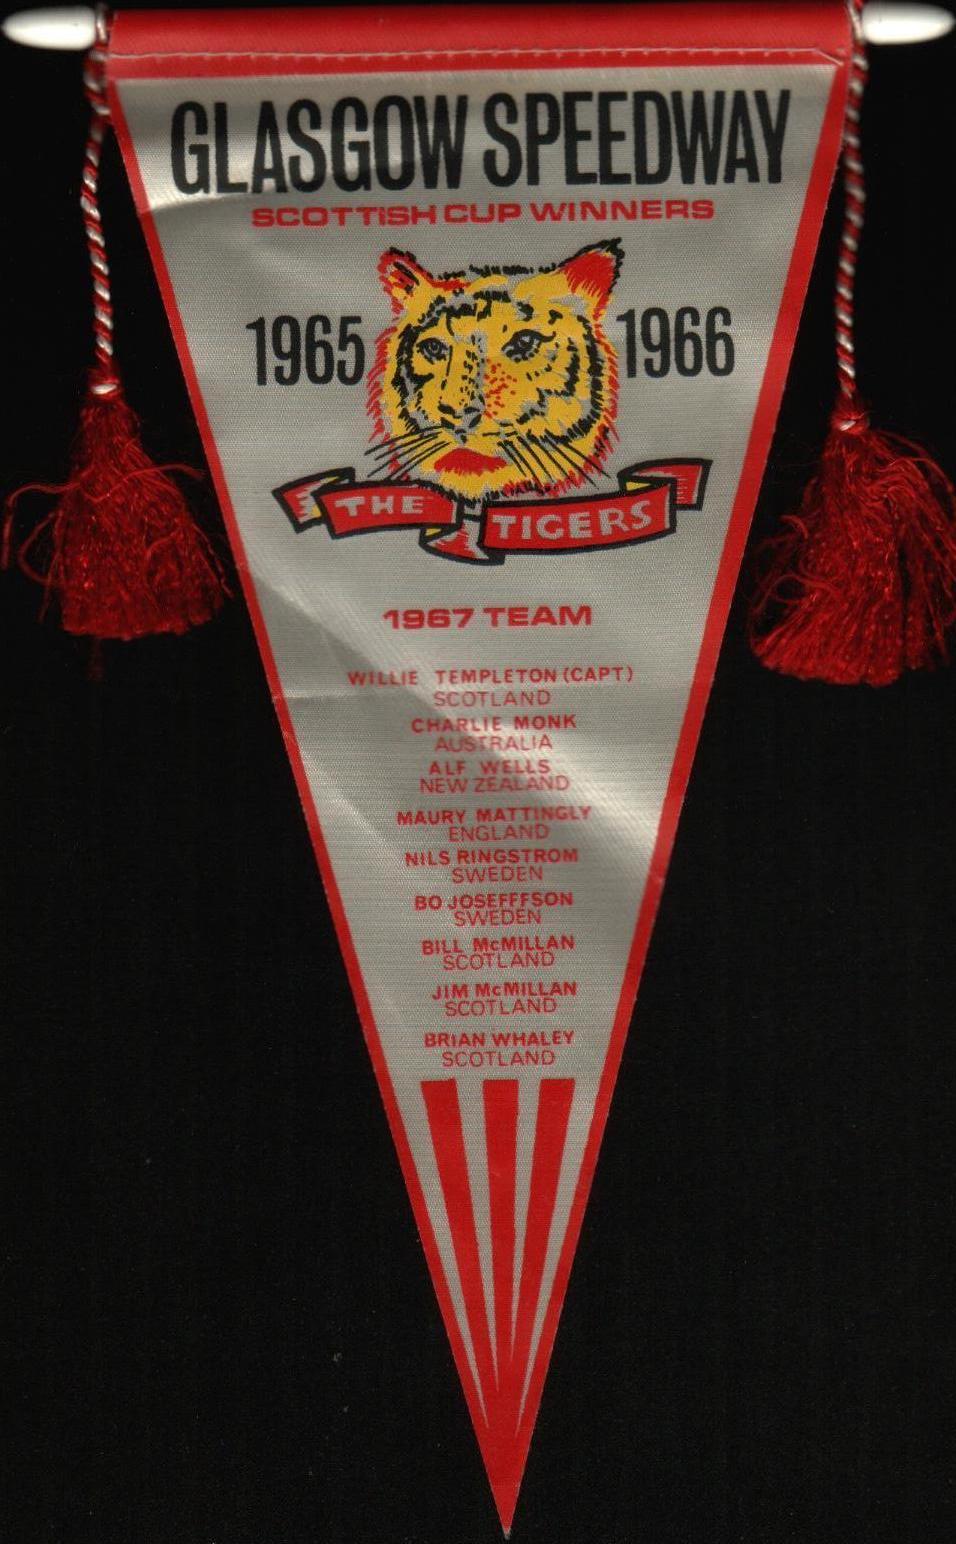 GLASGOW SPEEDWAY
SCOTTISH CUP WINNERS
1965 1966
THE TIGERS
1967 TEAM
WILLIE TEMPLETON (CAPT)
SCOTLAND
CHARLIE MONK
AUSTRALIA
ALF WELLS
NEW ZEALAND
MAURY MATTINGLY
ENGLAND
NILS RINGSTROM
SWEDEN
BO JOSEFFFSON
SWEDEN
BILL McMILLAN
SCOTLAND
JIM McMILLAN
SCOTLAND
BRIAN WHALEY
SCOTLAND